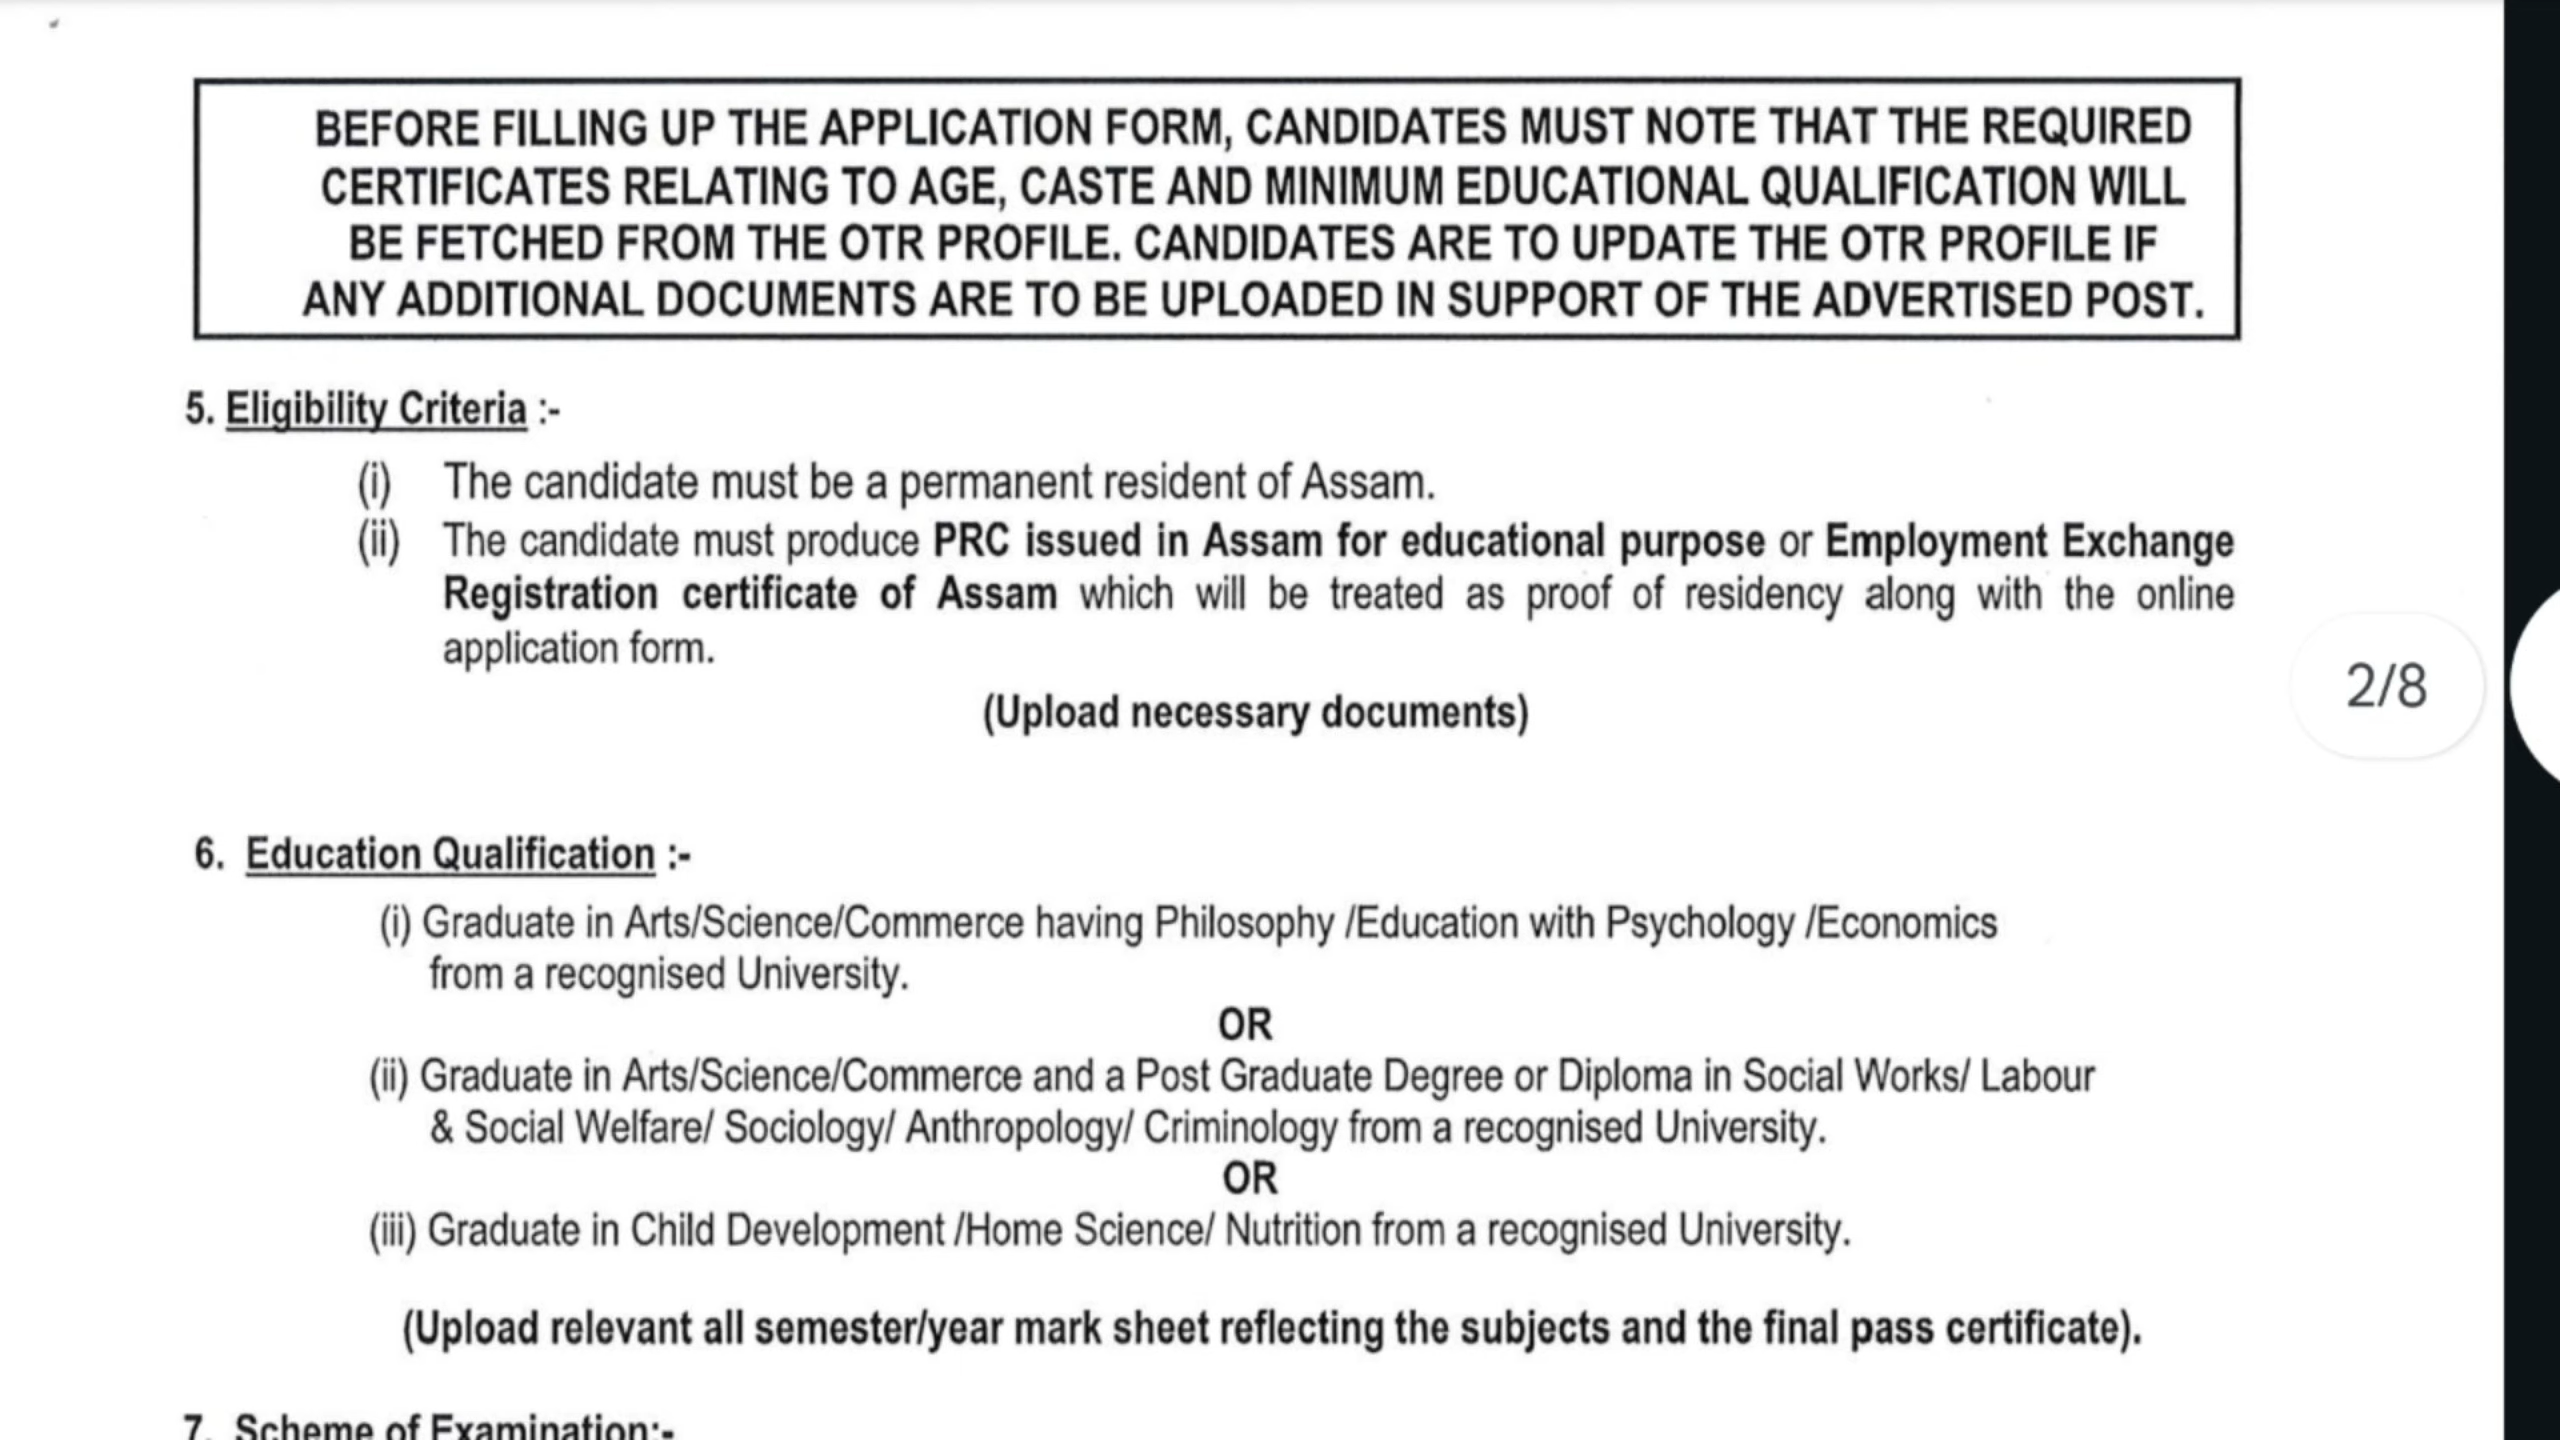 BEFORE FILLING UP THE APPLICATION FORM, CANDIDATES MUST NOTE THAT THE REQUIRED
CERTIFICATES RELATING TO AGE, CASTE AND MINIMUM EDUCATIONAL QUALIFICATION WILL
BE FETCHED FROM THE OTR PROFILE. CANDIDATES ARE TO UPDATE THE OTR PROFILE IF
ANY ADDITIONAL DOCUMENTS ARE TO BE UPLOADED IN SUPPORT OF THE ADVERTISED POST.
5. Eligibility Criteria :-
(i) The candidate must be a permanent resident of Assam.
(ii) The candidate must produce PRC issued in Assam for educational purpose or Employment Exchange
Registration certificate of Assam which will be treated as proof of residency along with the online
application form.
2/8
(Upload necessary documents)
6. Education Qualification :-
(i) Graduate in Arts/Science/Commerce having Philosophy /Education with Psychology /Economics
from a recognised University.
OR
(ii) Graduate in Arts/Science/Commerce and a Post Graduate Degree or Diploma in Social Works/ Labour
& Social Welfare/ Sociology/ Anthropology/ Criminology from a recognised University.
OR
(iii) Graduate in Child Development /Home Science/ Nutrition from a recognised University.
(Upload relevant all semester/year mark sheet reflecting the subjects and the final pass certificate).
7. Scheme of Examination:-